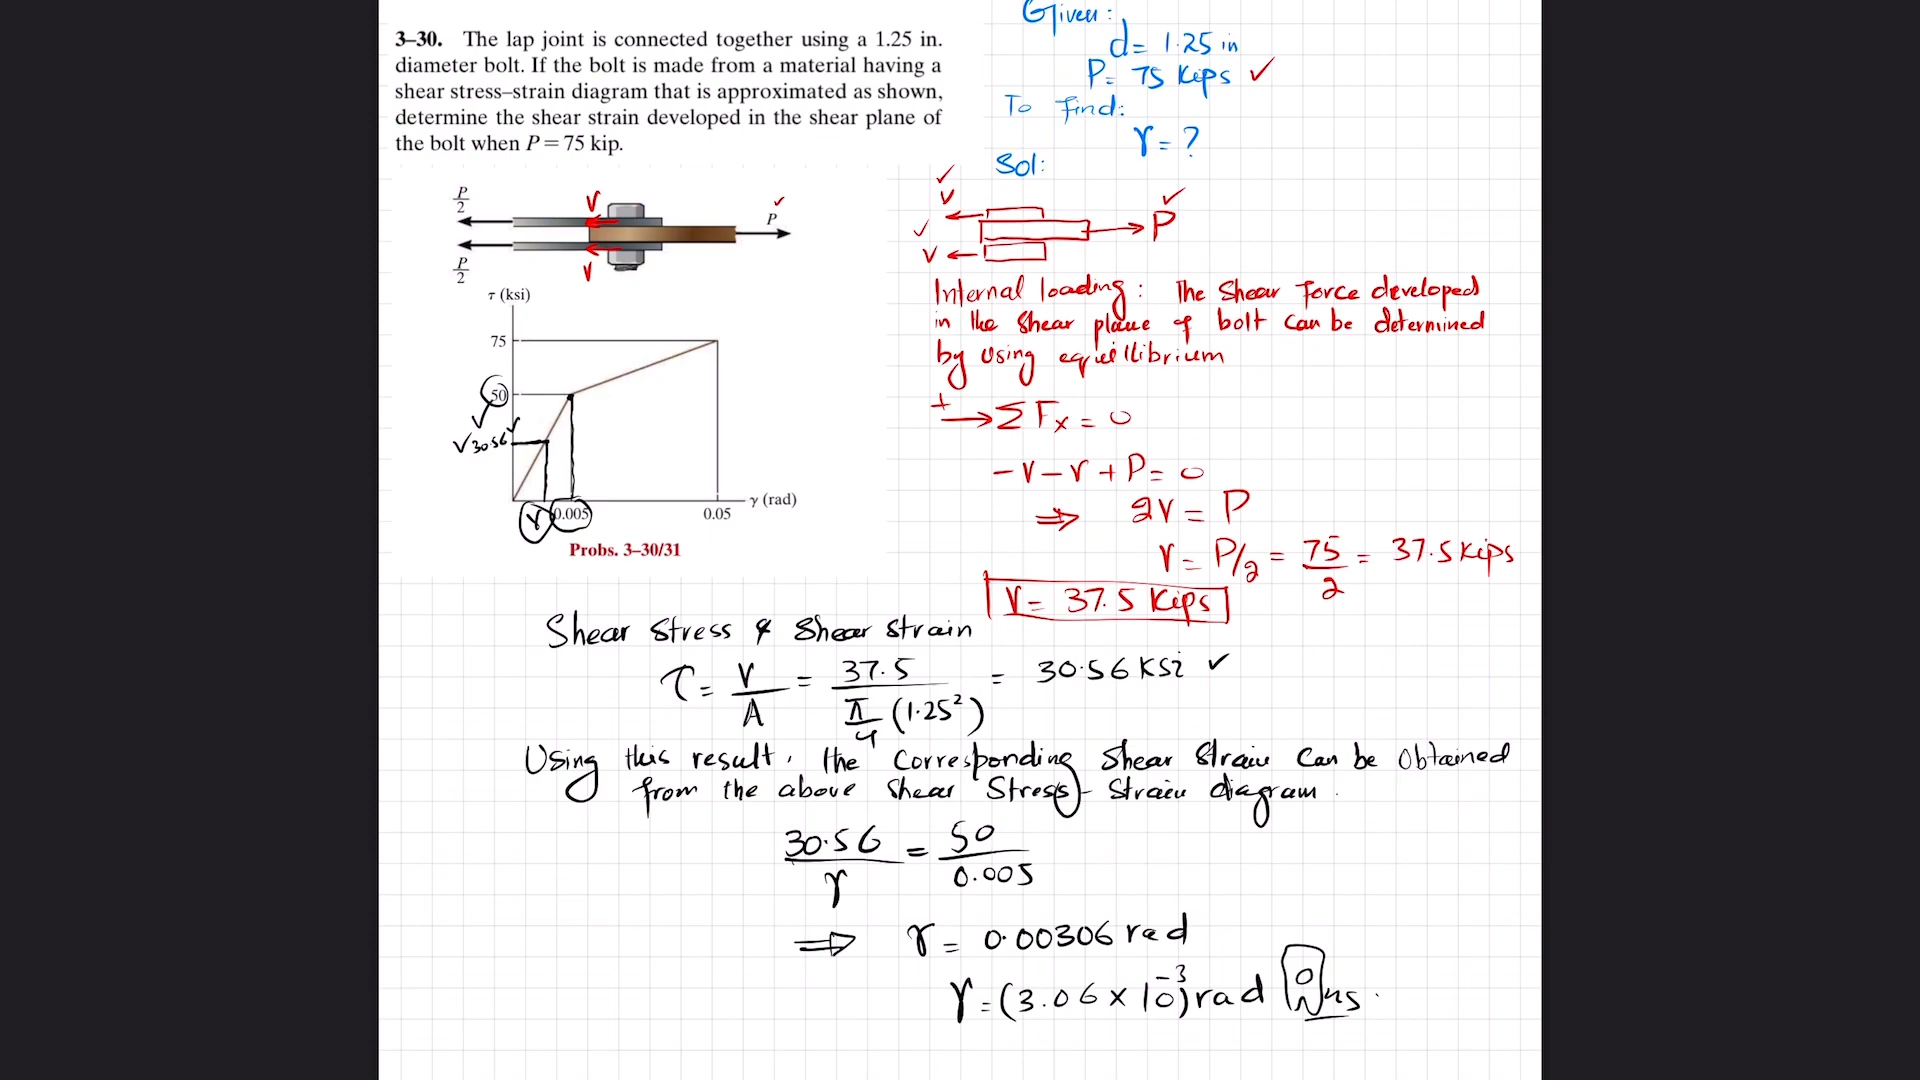 3–30. The lap joint is connected together using a 1.25 in.
diameter bolt. If the bolt is made from a material having a
shear stress–strain diagram that is approximated as shown,
determine the shear strain developed in the shear plane of
the bolt when P = 75 kip.
Given:
d = 1.25 in
P = 75 Kips ✓
To Find:
γ = ?
Sol:
P/2
V
✓
P
P/2
V
✓
V
✓
P
✓
V
Internal loading: The Shear Force developed
in the Shear plane of bolt can be determined
by using equillibrium
+→ΣFx = 0
-V-V+P = 0
⇒ 2V = P
V = P/2 = 75/2 = 37.5 Kips
V = 37.5 Kips
τ (ksi)
75
50
✓
✓30.56✓
γ
0.005
0.05
γ (rad)
Probs. 3–30/31
Shear Stress & Shear Strain
τ = V/A = 37.5/(π/4 (1.25²)) = 30.56 KSi ✓
Using this result, the Corresponding Shear Strain Can be Obtained
from the above Shear Stress - Strain diagram.
30.56/γ = 50/0.005
⇒ γ = 0.00306 rad
γ = (3.06 × 10⁻³) rad Ans.